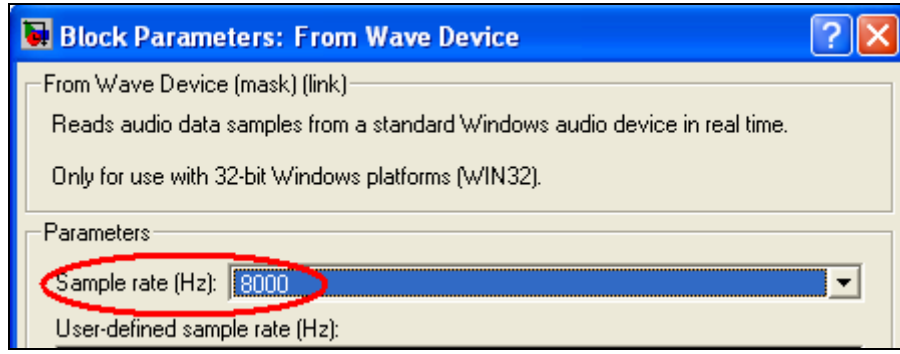 Block Parameters: From Wave Device
From Wave Device (mask) (link)
Reads audio data samples from a standard Windows audio device in real time.
Only for use with 32-bit Windows platforms (WIN32).
Parameters
Sample rate (Hz): 8000
User-defined sample rate (Hz):